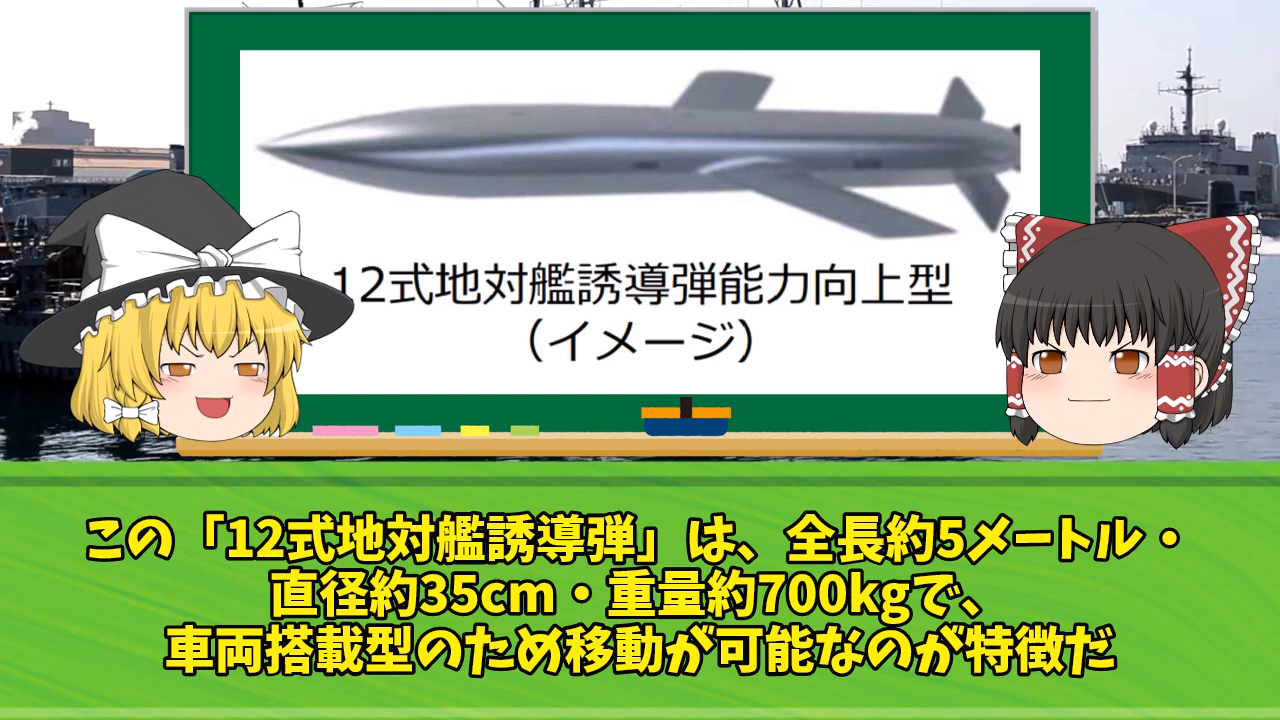 12式地対艦誘導弾能力向上型
（イメージ）
この「12式地対艦誘導弾」は、全長約5メートル・
直径約35cm・重量約700kgで、
車両搭載型のため移動が可能なのが特徴だ